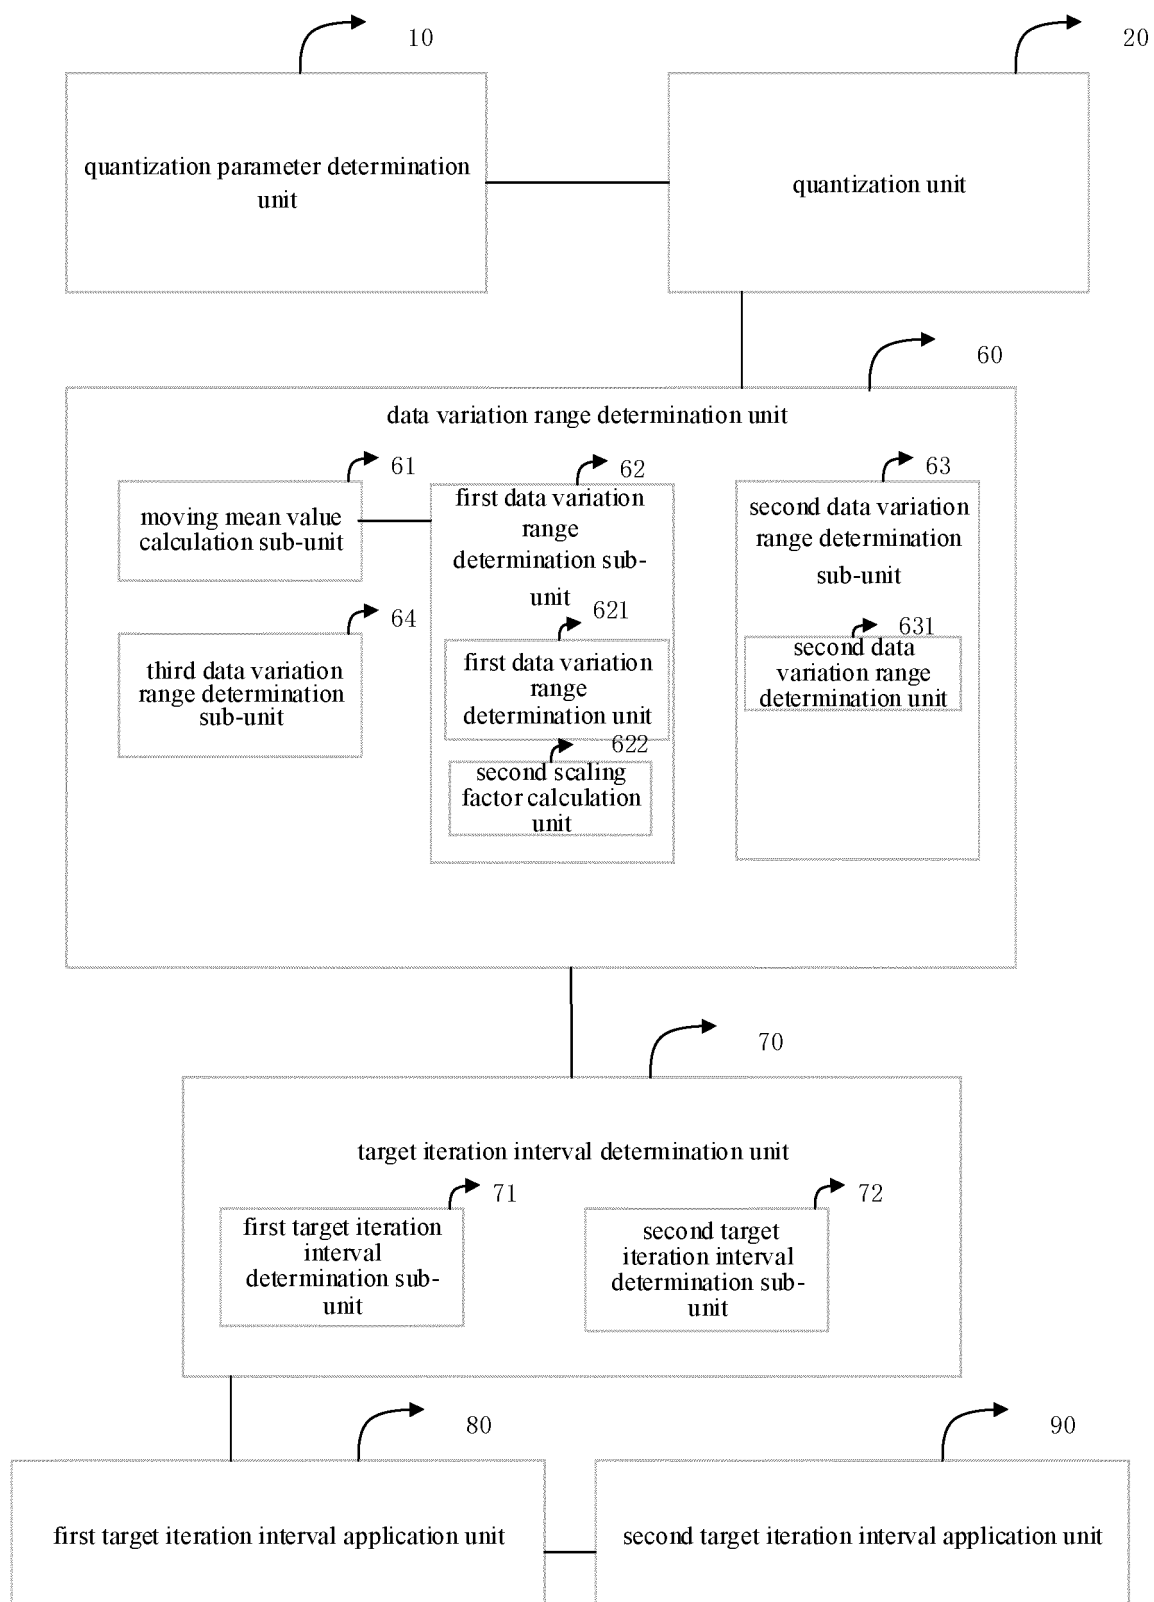 10
20
quantization parameter determination
unit
quantization unit
60
data variation range determination unit
61
moving mean value
calculation sub-unit
62
first data variation
range
determination sub-
unit
63
second data variation
range determination
sub-unit
64
third data variation
range determination
sub-unit
621
first data variation
range
determination unit
622
second scaling
factor calculation
unit
631
second data
variation range
determination unit
70
target iteration interval determination unit
71
first target iteration
interval
determination sub-
unit
72
second target
iteration interval
determination sub-
unit
80
first target iteration interval application unit
90
second target iteration interval application unit